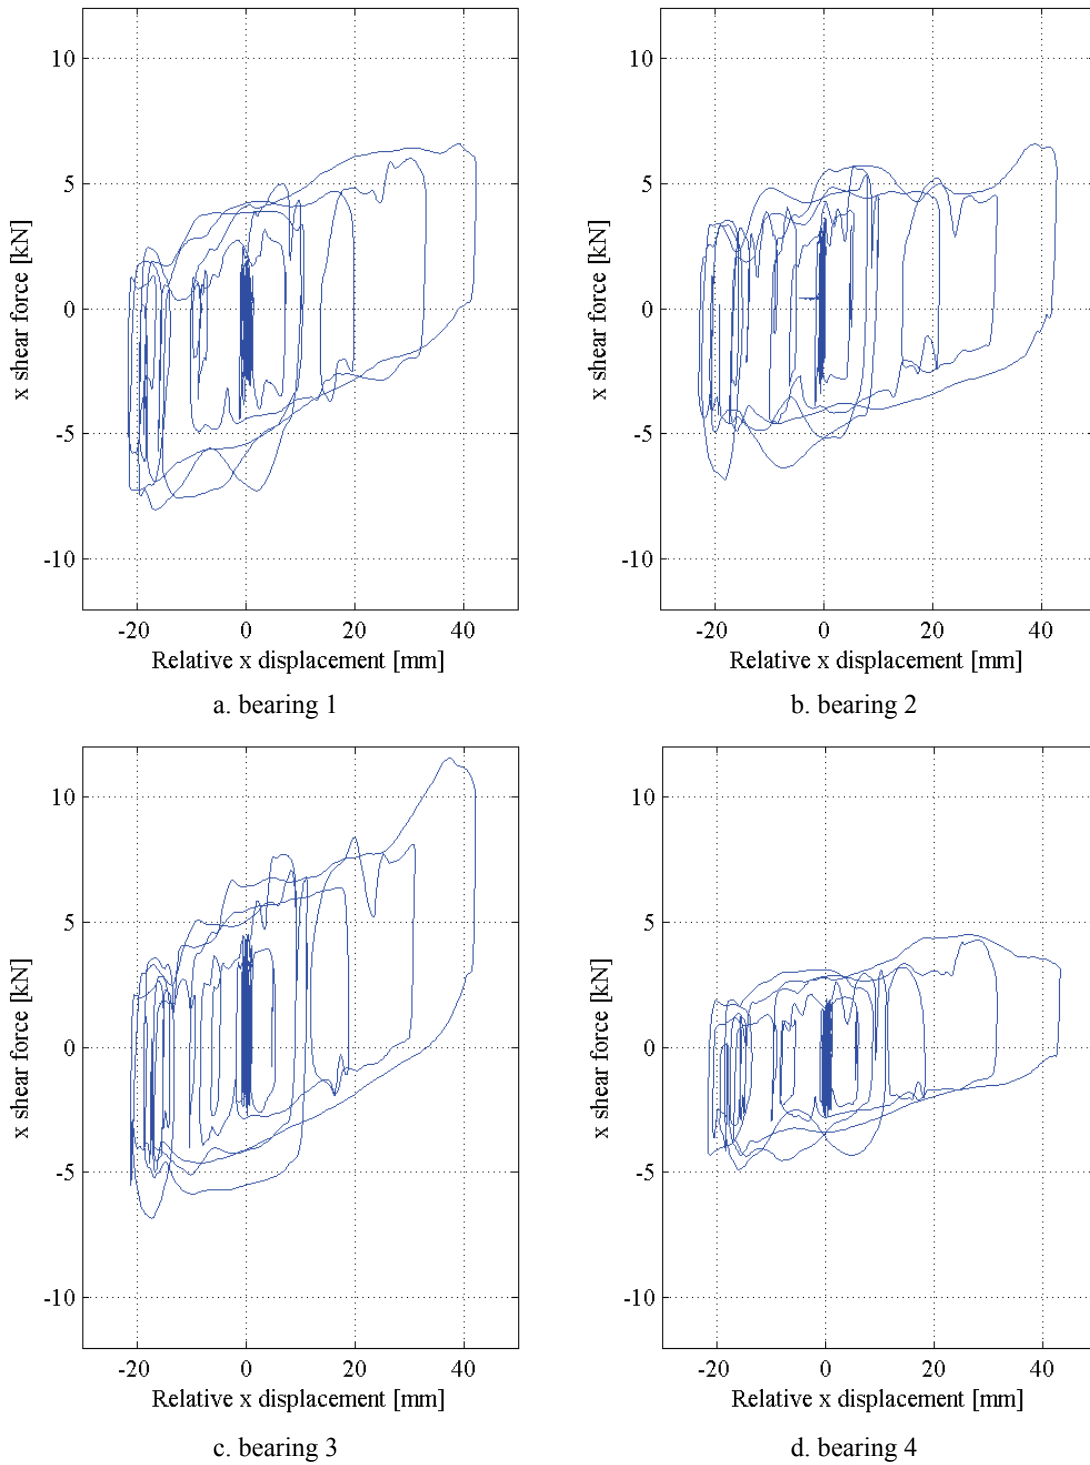 10
5
0
-5
-10
x shear force [kN]
-20 0 20 40
Relative x displacement [mm]
a. bearing 1
10
5
0
-5
-10
x shear force [kN]
-20 0 20 40
Relative x displacement [mm]
b. bearing 2
10
5
0
-5
-10
x shear force [kN]
-20 0 20 40
Relative x displacement [mm]
c. bearing 3
10
5
0
-5
-10
x shear force [kN]
-20 0 20 40
Relative x displacement [mm]
d. bearing 4